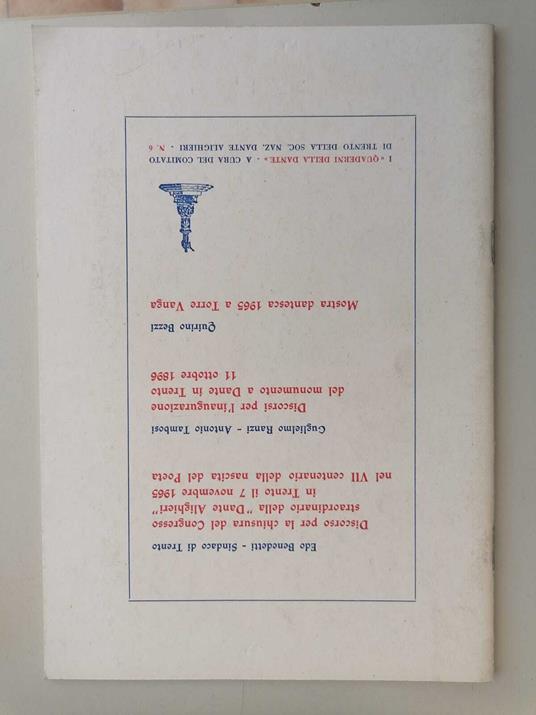 Edo Benedetti - Sindaco di Trento
Discorso per la chiusura del Congresso
straordinario della "Dante Alighieri"
in Trento il 7 novembre 1965
nel VII centenario della nascita del Poeta
Guglielmo Ranzi - Antonio Tambosi
Discorsi per l'inaugurazione
del monumento a Dante in Trento
11 ottobre 1896
Quirino Bezzi
Mostra dantesca 1965 a Torre Vanga
I « QUADERNI DELLA DANTE » - A CURA DEL COMITATO
DI TRENTO DELLA SOC. NAZ. DANTE ALIGHIERI - N. 6